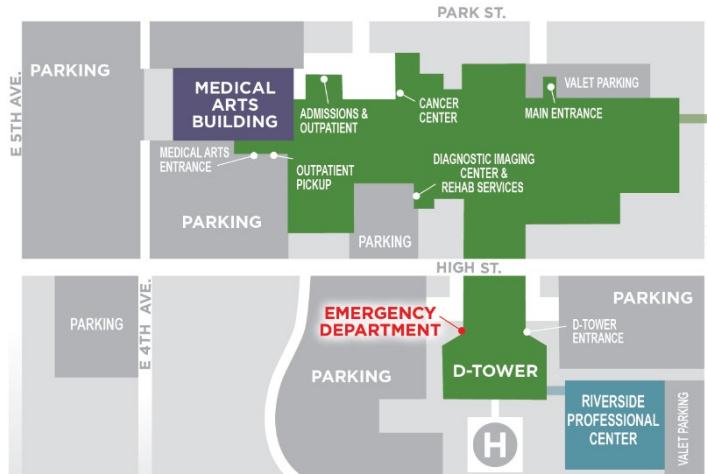 PARK ST.
PARKING
E 5TH AVE.
MEDICAL
ARTS
BUILDING
ADMISSIONS &
OUTPATIENT
CANCER
CENTER
VALET PARKING
MAIN ENTRANCE
MEDICAL ARTS
ENTRANCE
OUTPATIENT
PICKUP
DIAGNOSTIC IMAGING
CENTER &
REHAB SERVICES
PARKING
PARKING
HIGH ST.
E 4TH AVE.
PARKING
EMERGENCY
DEPARTMENT
PARKING
D-TOWER
ENTRANCE
PARKING
D-TOWER
H
RIVERSIDE
PROFESSIONAL
CENTER
VALET PARKING